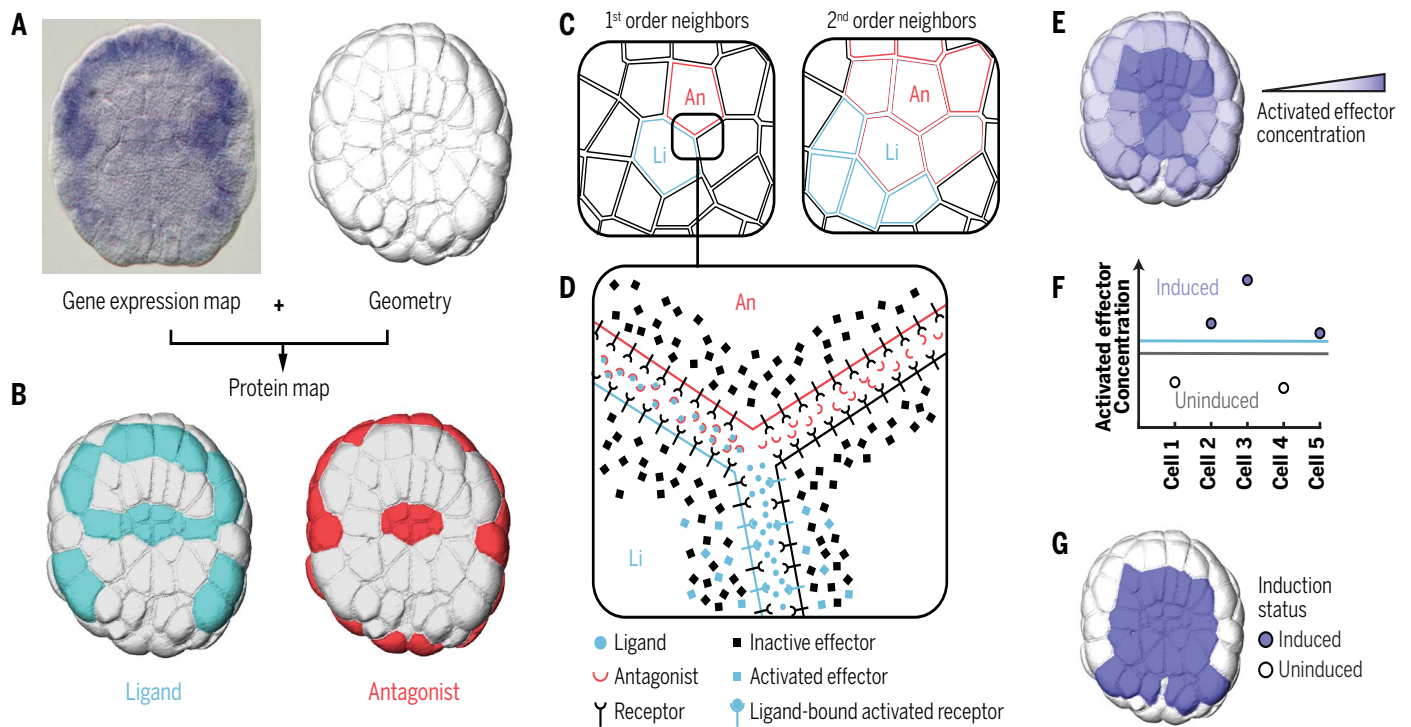 A
Gene expression map
+
Geometry
Protein map
B
Ligand
Antagonist
C
1st order neighbors
2nd order neighbors
An
Li
An
Li
D
An
Li
Ligand
Antagonist
Receptor
Inactive effector
Activated effector
Ligand-bound activated receptor
E
Activated effector
concentration
F
Activated effector
Concentration
Induced
Uninduced
Cell 1
Cell 2
Cell 3
Cell 4
Cell 5
G
Induction
status
Induced
Uninduced